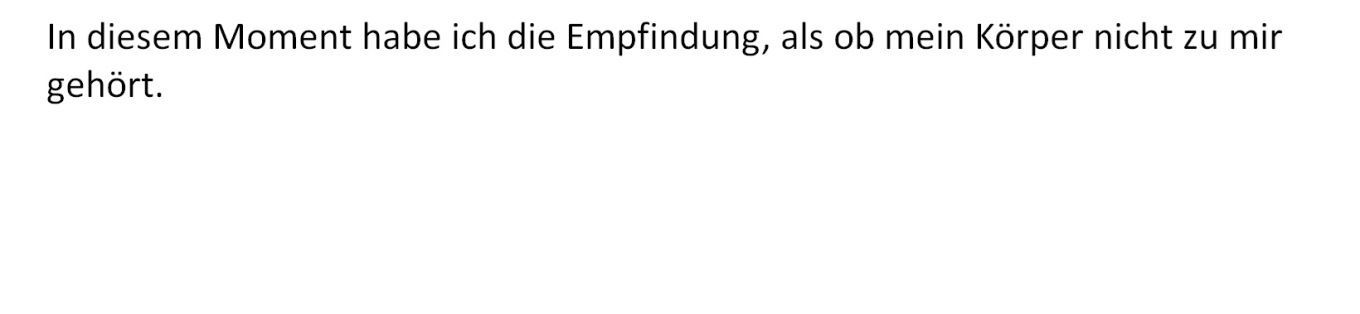 In diesem Moment habe ich die Empfindung, als ob mein Körper nicht zu mir
gehört.